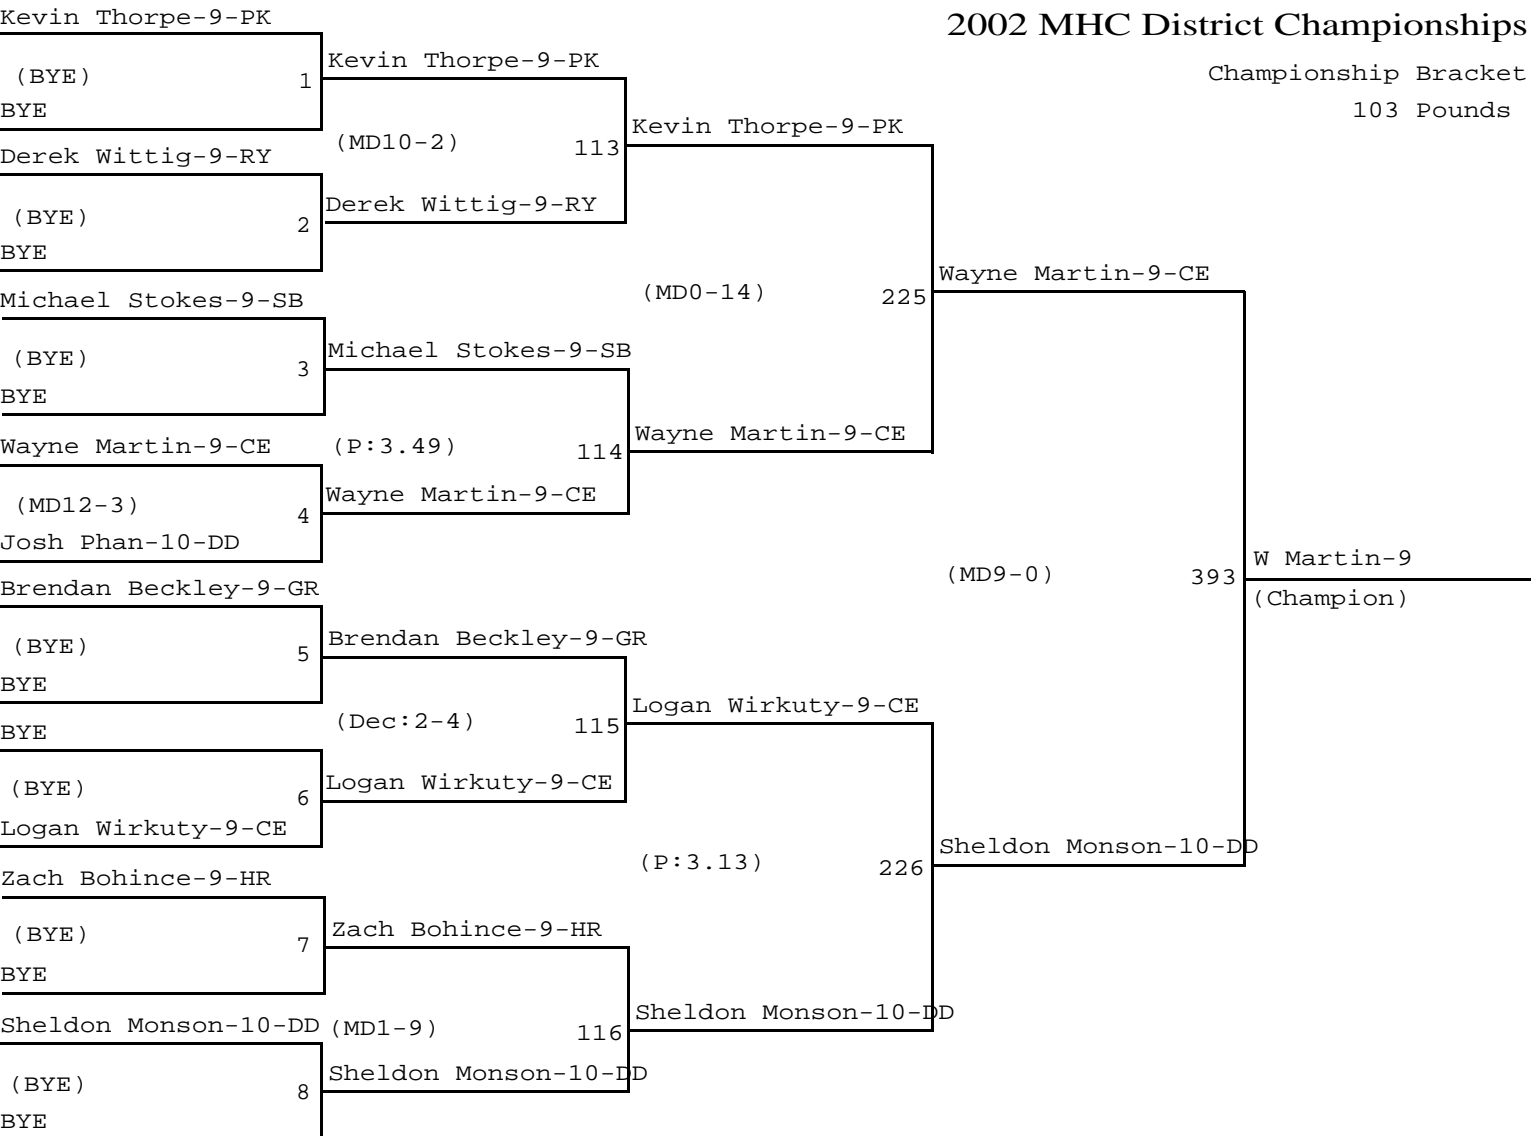 2002 MHC District Championships
Championship Bracket
103 Pounds
Kevin Thorpe-9-PK
(BYE)
1
BYE
Derek Wittig-9-RY
(BYE)
2
BYE
Michael Stokes-9-SB
(BYE)
3
BYE
Wayne Martin-9-CE
(MD12-3)
4
Josh Phan-10-DD
Brendan Beckley-9-GR
(BYE)
5
BYE
BYE
(BYE)
6
Logan Wirkuty-9-CE
Zach Bohince-9-HR
(BYE)
7
BYE
Sheldon Monson-10-DD
(BYE)
8
BYE
Kevin Thorpe-9-PK
(MD10-2)
113
Derek Wittig-9-RY
Michael Stokes-9-SB
(P:3.49)
114
Wayne Martin-9-CE
Brendan Beckley-9-GR
(Dec:2-4)
115
Logan Wirkuty-9-CE
Zach Bohince-9-HR
(MD1-9)
116
Sheldon Monson-10-DD
Kevin Thorpe-9-PK
(MD0-14)
225
Wayne Martin-9-CE
Logan Wirkuty-9-CE
(P:3.13)
226
Sheldon Monson-10-DD
Wayne Martin-9-CE
(MD9-0)
393
Sheldon Monson-10-DD
W Martin-9
(Champion)